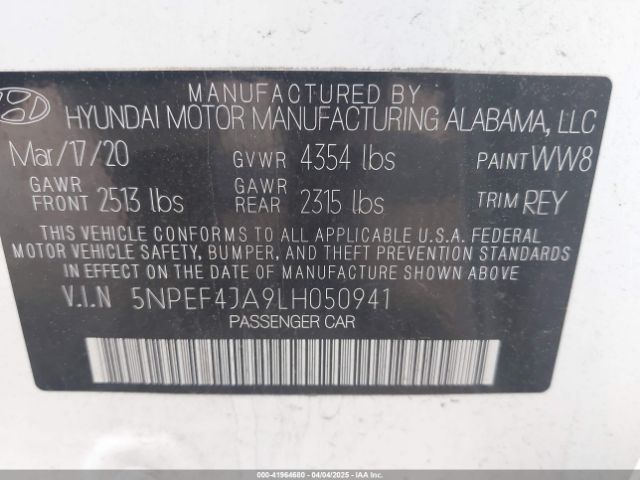 MANUFACTURED BY
HYUNDAI MOTOR MANUFACTURING ALABAMA, LLC
Mar/17/20 GVWR 4354 lbs PAINT WW8
GAWR FRONT 2513 lbs GAWR REAR 2315 lbs TRIM REY
THIS VEHICLE CONFORMS TO ALL APPLICABLE U.S.A. FEDERAL
MOTOR VEHICLE SAFETY, BUMPER, AND THEFT PREVENTION STANDARDS
IN EFFECT ON THE DATE OF MANUFACTURE SHOWN ABOVE.
V.I.N 5NPEF4JA9LH050941
PASSENGER CAR
000-41964680 - 04/04/2025 - IAAI.CA